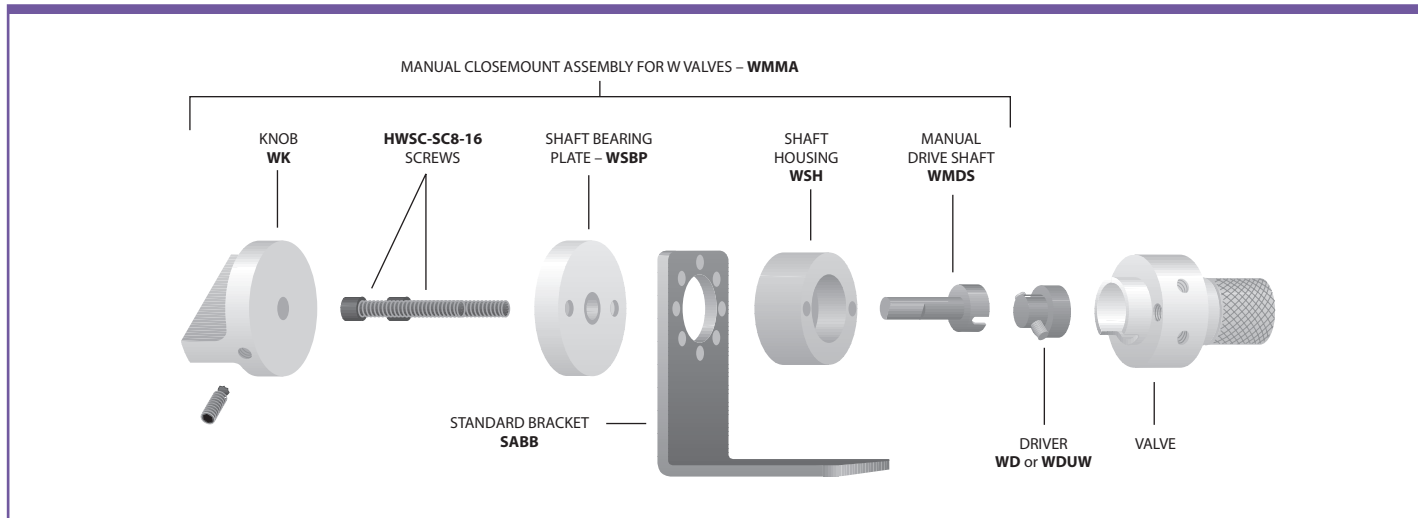 MANUAL CLOSEMOUNT ASSEMBLY FOR W VALVES – WMMA
KNOB
WK
HWSC-SC8-16
SCREWS
SHAFT BEARING
PLATE – WSBP
SHAFT
HOUSING
WSH
MANUAL
DRIVE SHAFT
WMDS
STANDARD BRACKET
SABB
DRIVER
WD or WDUW
VALVE